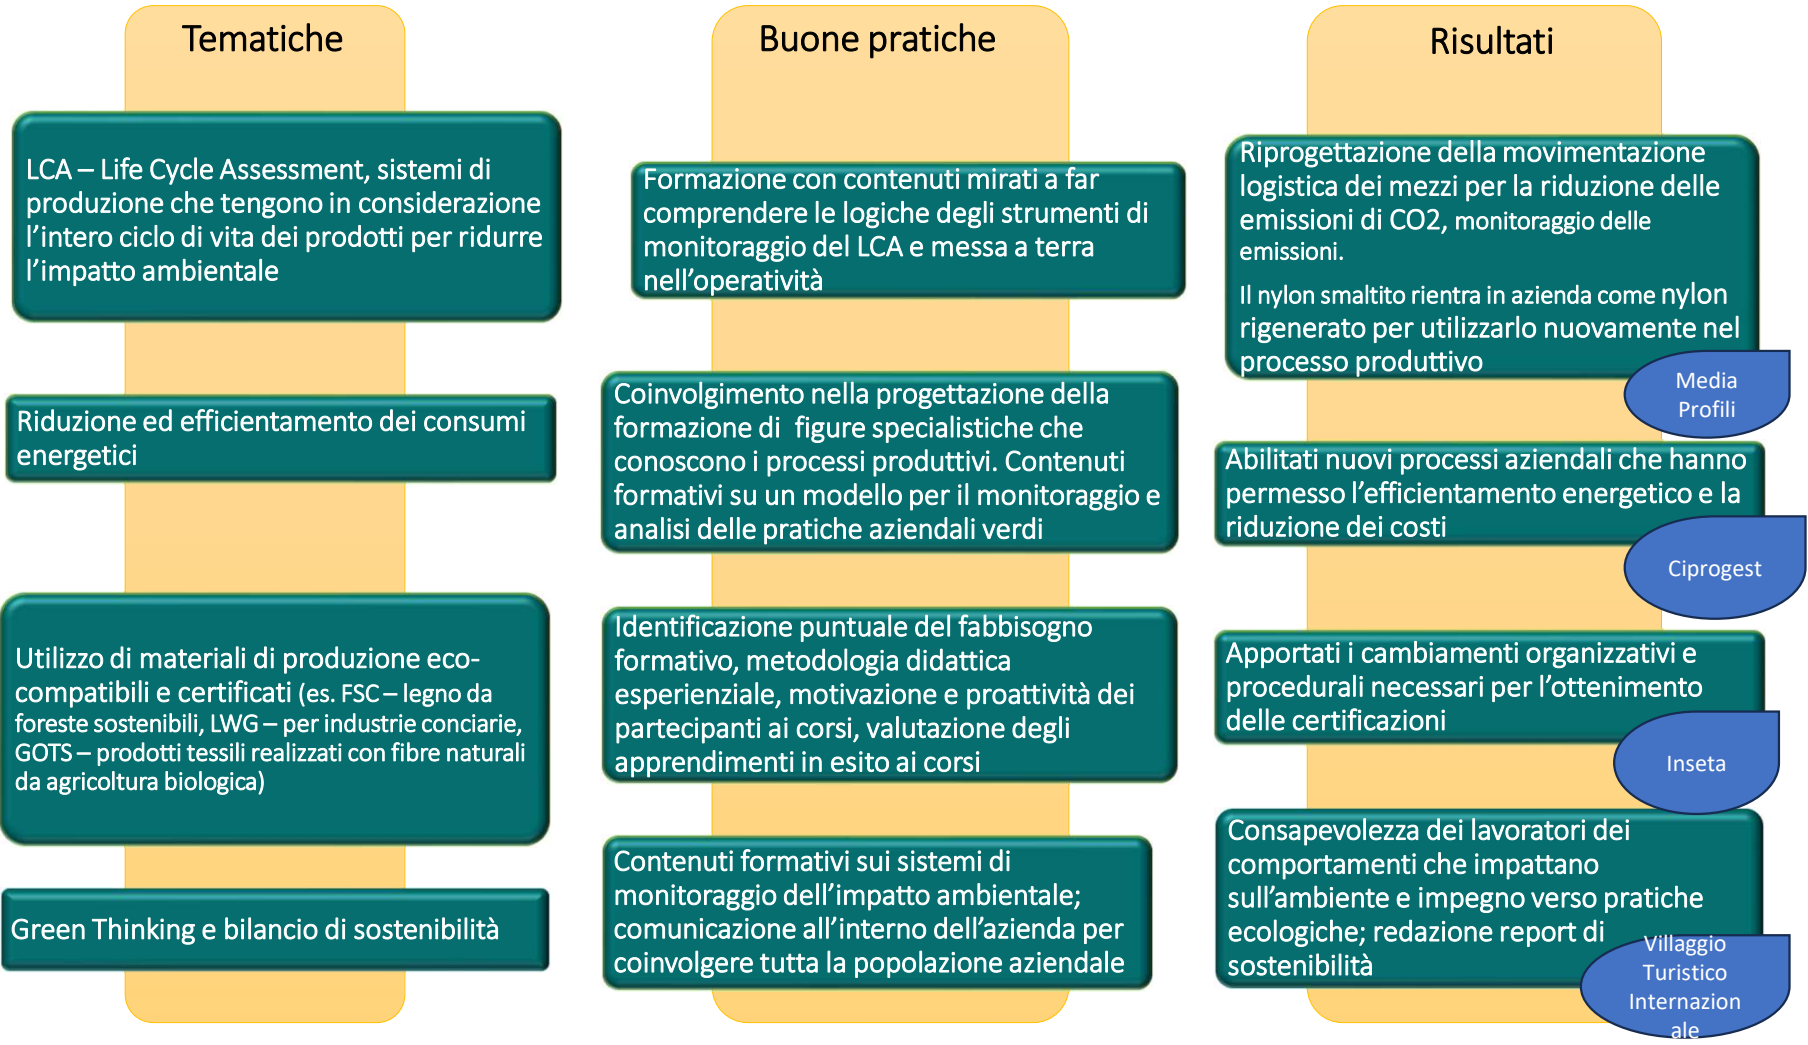 Tematiche
LCA – Life Cycle Assessment, sistemi di
produzione che tengono in considerazione
l’intero ciclo di vita dei prodotti per ridurre
l’impatto ambientale
Riduzione ed efficientamento dei consumi
energetici
Utilizzo di materiali di produzione eco-
compatibili e certificati (es. FSC – legno da
foreste sostenibili, LWG – per industrie conciarie,
GOTS – prodotti tessili realizzati con fibre naturali
da agricoltura biologica)
Green Thinking e bilancio di sostenibilità
Buone pratiche
Formazione con contenuti mirati a far
comprendere le logiche degli strumenti di
monitoraggio del LCA e messa a terra
nell’operatività
Coinvolgimento nella progettazione della
formazione di  figure specialistiche che
conoscono i processi produttivi. Contenuti
formativi su un modello per il monitoraggio e
analisi delle pratiche aziendali verdi
Identificazione puntuale del fabbisogno
formativo, metodologia didattica
esperienziale, motivazione e proattività dei
partecipanti ai corsi, valutazione degli
apprendimenti in esito ai corsi
Contenuti formativi sui sistemi di
monitoraggio dell’impatto ambientale;
comunicazione all’interno dell’azienda per
coinvolgere tutta la popolazione aziendale
Risultati
Riprogettazione della movimentazione
logistica dei mezzi per la riduzione delle
emissioni di CO2, monitoraggio delle
emissioni.
Il nylon smaltito rientra in azienda come nylon
rigenerato per utilizzarlo nuovamente nel
processo produttivo
Media
Profili
Abilitati nuovi processi aziendali che hanno
permesso l’efficientamento energetico e la
riduzione dei costi
Ciprogest
Apportati i cambiamenti organizzativi e
procedurali necessari per l’ottenimento
delle certificazioni
Inseta
Consapevolezza dei lavoratori dei
comportamenti che impattano
sull’ambiente e impegno verso pratiche
ecologiche; redazione report di
sostenibilità
Villaggio
Turistico
Internazion
ale